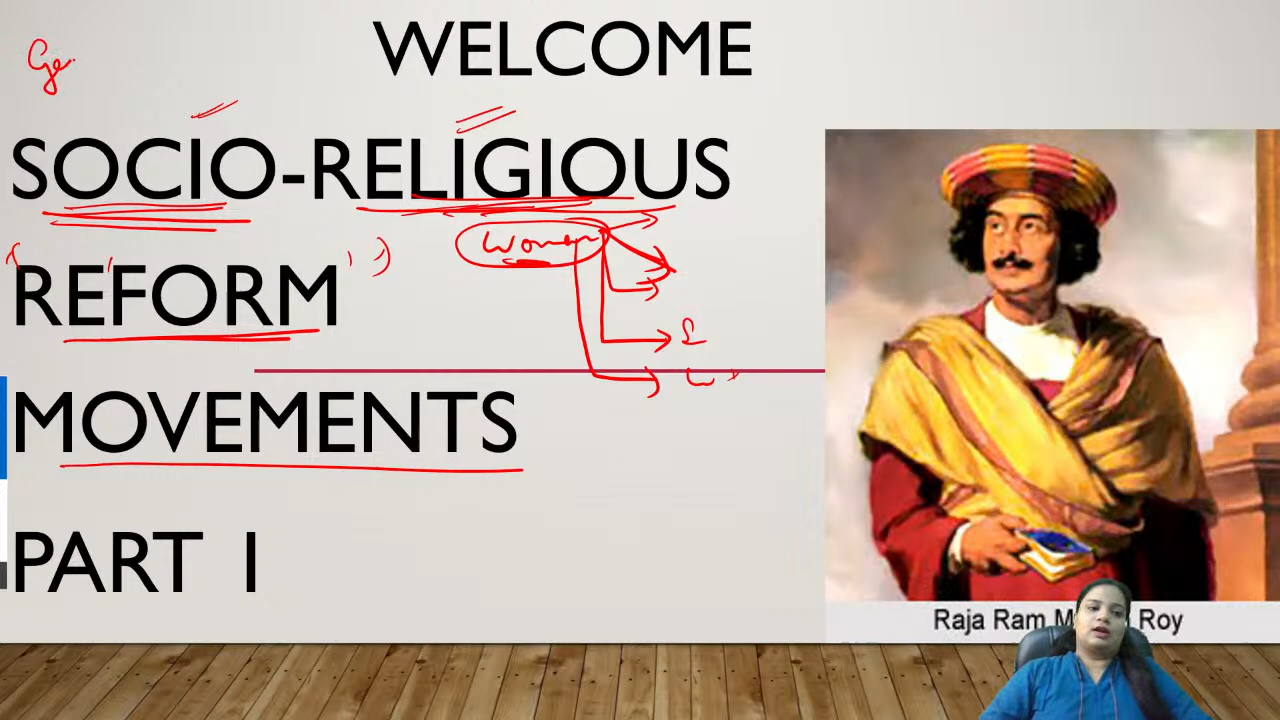 WELCOME
SOCIO-RELIGIOUS
Women
REFORM
MOVEMENTS
PART 1
Raja Ram M Roy